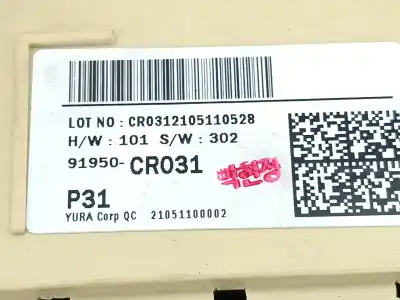 LOT NO : CR0312105110528
H/W : 101 S/W : 302
91950- CR031
박현정
P31
YURA Corp QC 21051100002